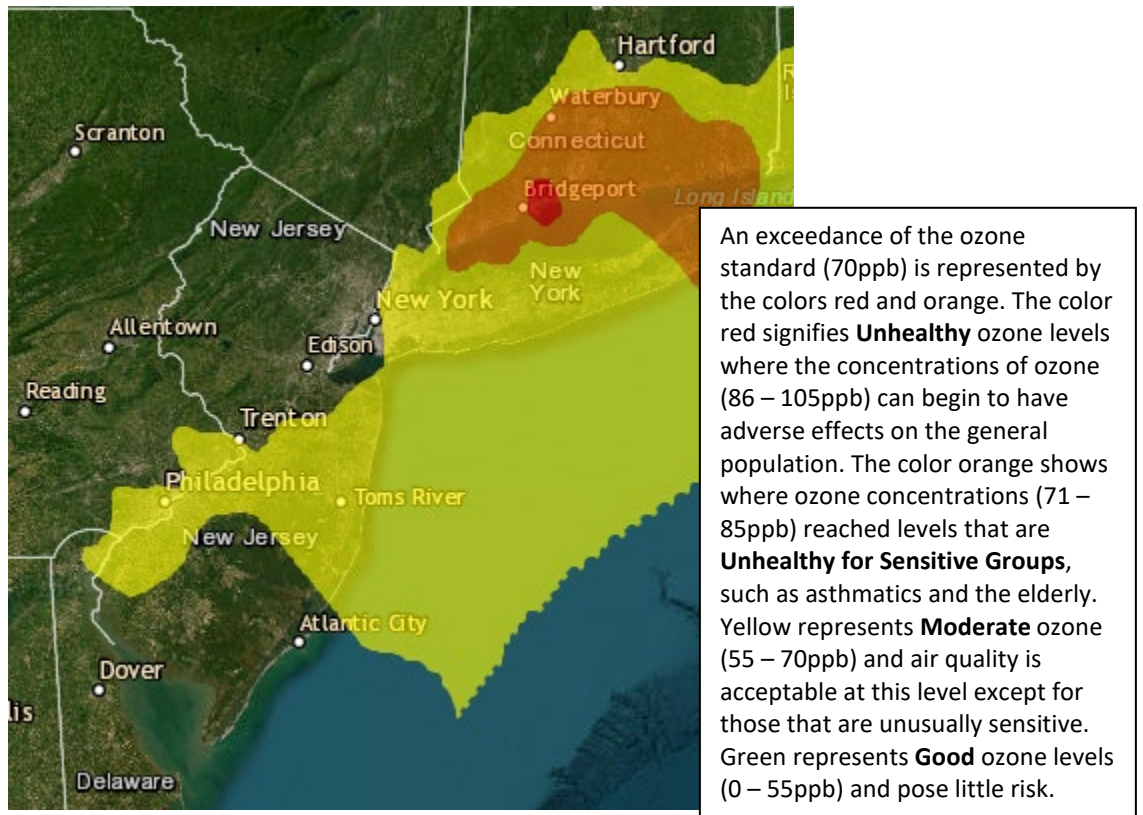 Hartford
R
I
Waterbury
Scranton
Connecticut
Bridgeport
Long Island
New Jersey
New
York
New York
Allentown
Edison
Reading
Trenton
Philadelphia
Toms River
New Jersey
Atlantic City
Dover
lis
Delaware
An exceedance of the ozone
standard (70ppb) is represented by
the colors red and orange. The color
red signifies Unhealthy ozone levels
where the concentrations of ozone
(86 – 105ppb) can begin to have
adverse effects on the general
population. The color orange shows
where ozone concentrations (71 –
85ppb) reached levels that are
Unhealthy for Sensitive Groups,
such as asthmatics and the elderly.
Yellow represents Moderate ozone
(55 – 70ppb) and air quality is
acceptable at this level except for
those that are unusually sensitive.
Green represents Good ozone levels
(0 – 55ppb) and pose little risk.